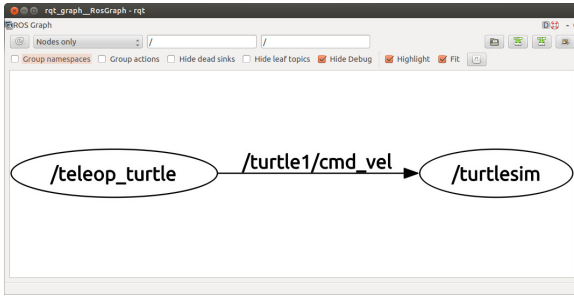 rqt_graph__RosGraph - rqt
ROS Graph
Nodes only / /
Group namespaces Group actions Hide dead sinks Hide leaf topics Hide Debug Highlight Fit
/teleop_turtle /turtle1/cmd_vel /turtlesim